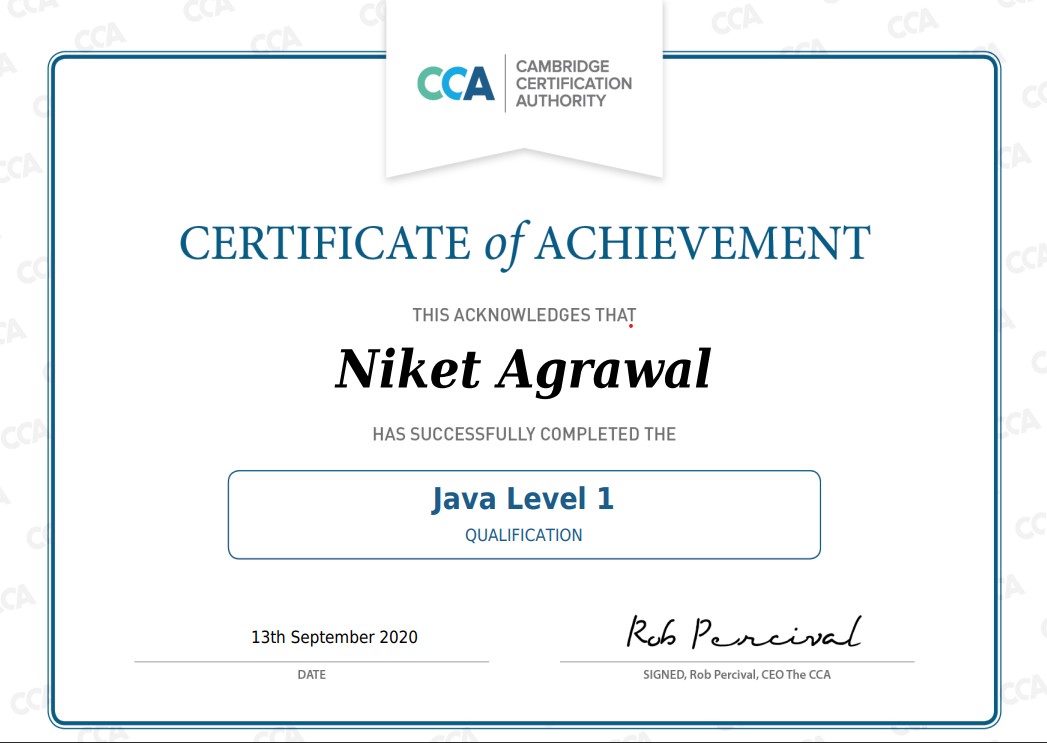 CCA
CAMBRIDGE
CERTIFICATION
AUTHORITY
CERTIFICATE of ACHIEVEMENT
THIS ACKNOWLEDGES THAT
Niket Agrawal
HAS SUCCESSFULLY COMPLETED THE
Java Level 1
QUALIFICATION
13th September 2020
Rob Percival
DATE
SIGNED, Rob Percival, CEO The CCA